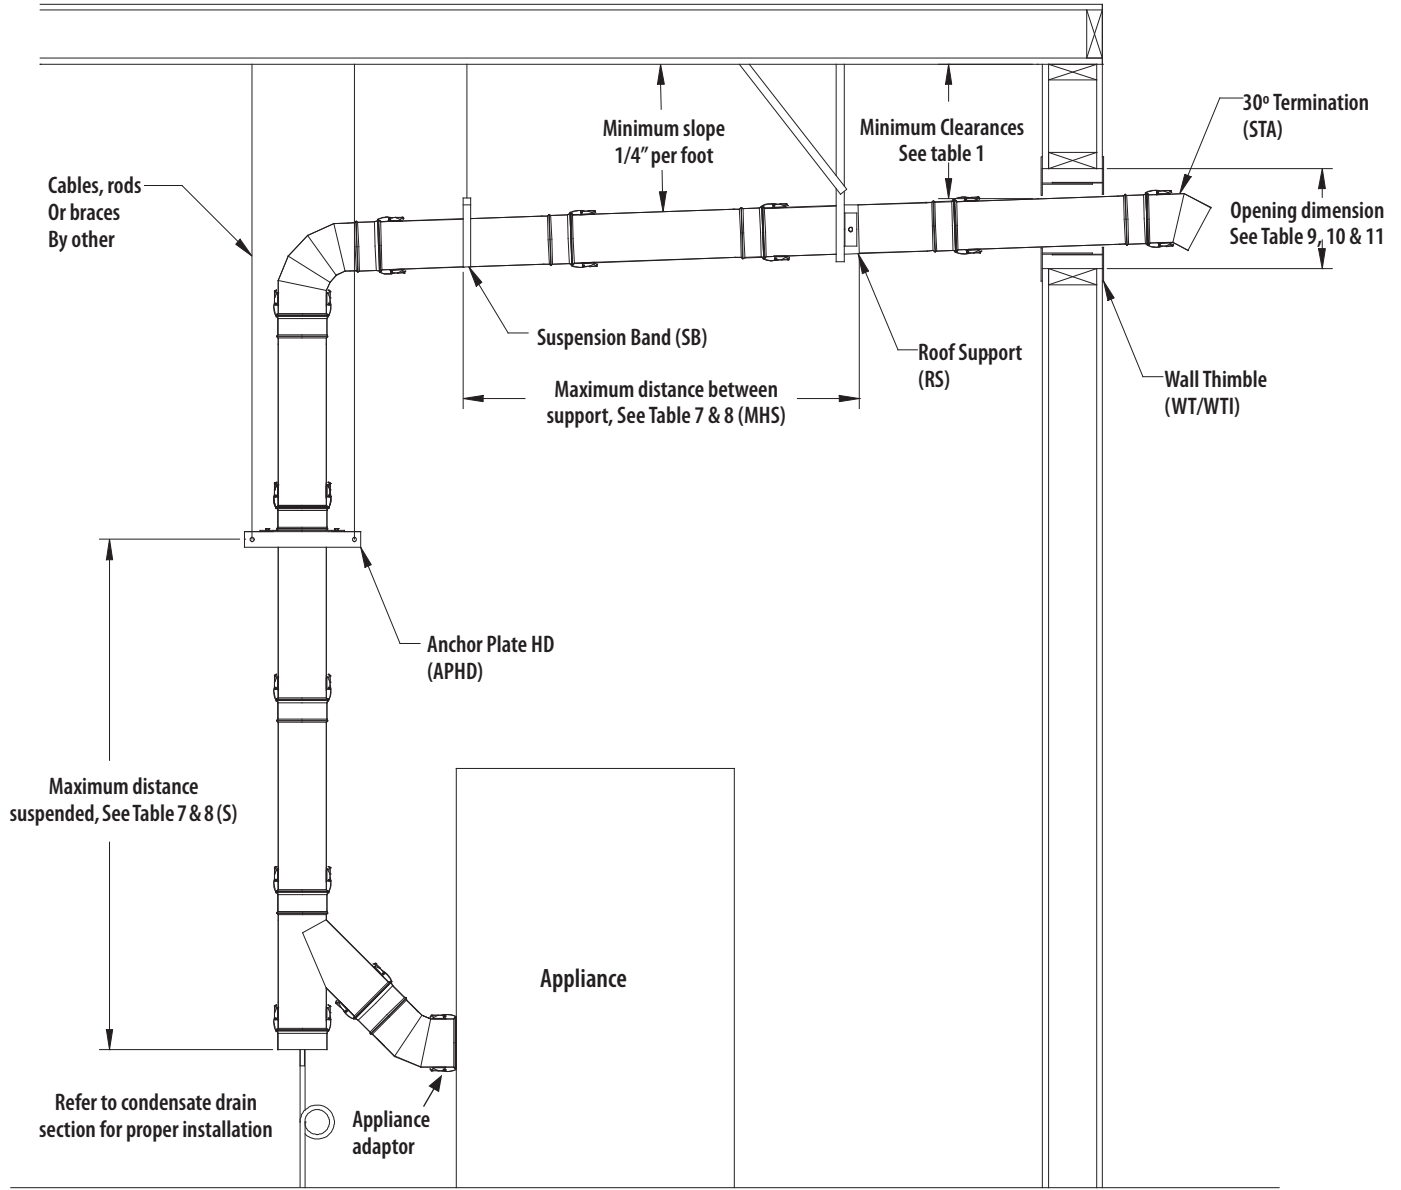 30º Termination
(STA)
Minimum slope
1/4” per foot
Minimum Clearances
See table 1
Cables, rods
Or braces
By other
Opening dimension
See Table 9, 10 & 11
Suspension Band (SB)
Roof Support
(RS)
Wall Thimble
(WT/WTI)
Maximum distance between
support, See Table 7 & 8 (MHS)
Anchor Plate HD
(APHD)
Maximum distance
suspended, See Table 7 & 8 (S)
Appliance
Refer to condensate drain
section for proper installation
Appliance
adaptor